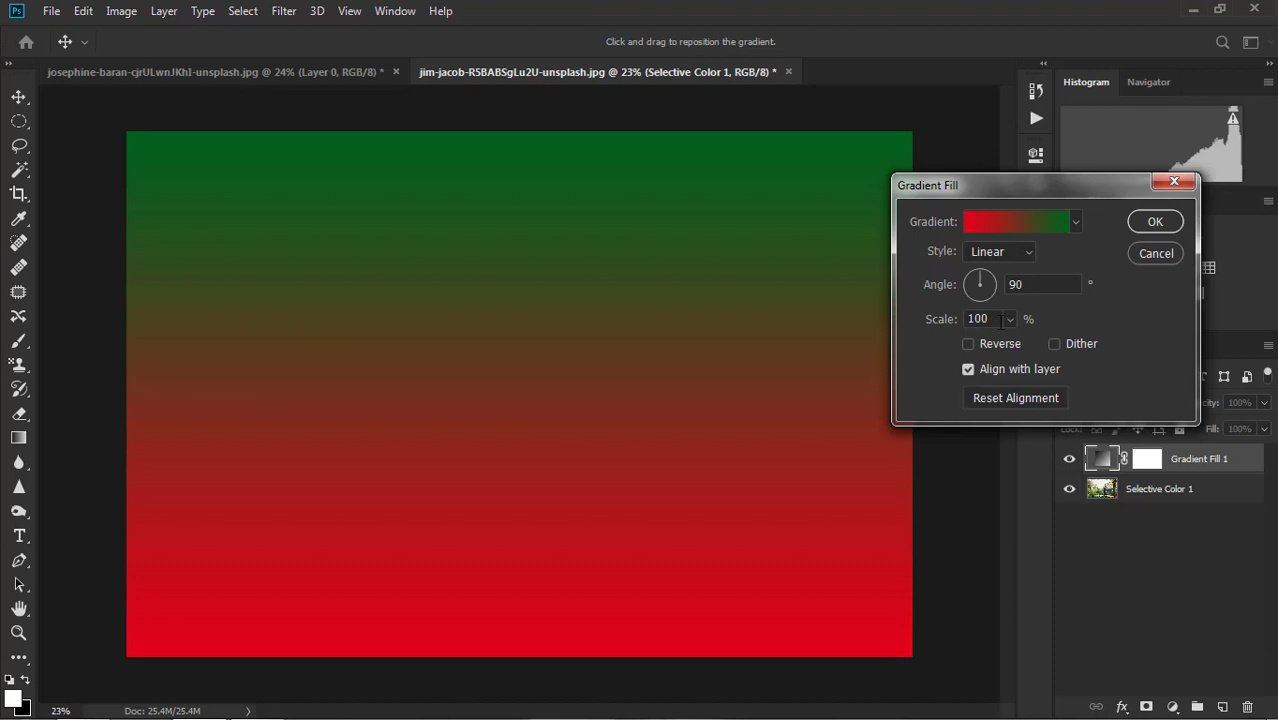 Ps File Edit Image Layer Type Select Filter 3D View Window Help
Click and drag to reposition the gradient.
josephine-baran-cjrULwnJKhI-unsplash.jpg @ 24% (Layer 0, RGB/8) *
jim-jacob-R5BABSgLu2U-unsplash.jpg @ 23% (Selective Color 1, RGB/8) *
Histogram Navigator
Gradient Fill
Gradient:
OK
Style: Linear
Cancel
Angle: 90 °
Scale: 100 %
Reverse Dither
Align with layer
Reset Alignment
100%
Lock: Fill: 100%
Gradient Fill 1
Selective Color 1
T
23% Doc: 25.4M/25.4M
fx